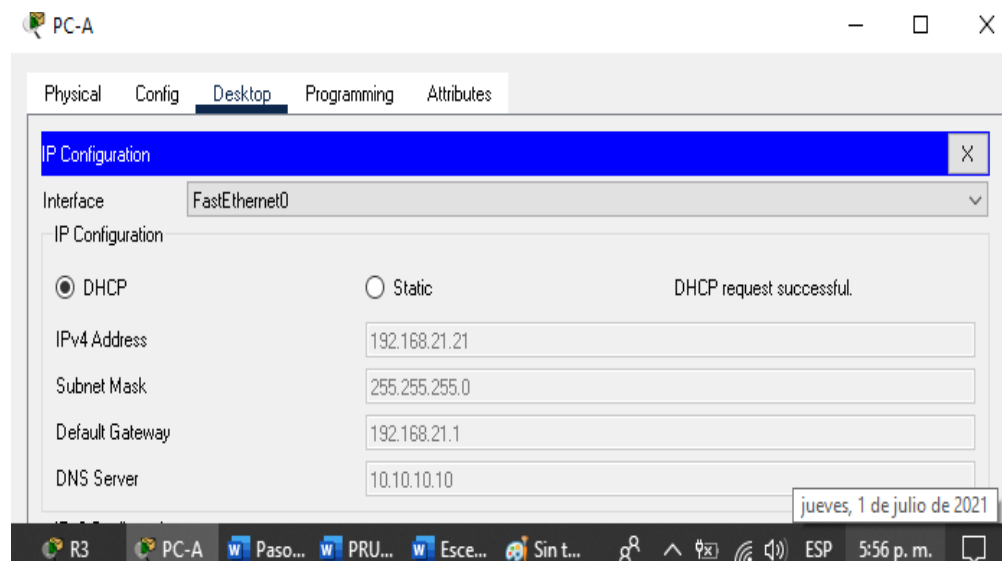 PC-A
Physical Config Desktop Programming Attributes
IP Configuration X
Interface FastEthernet0
IP Configuration
DHCP Static DHCP request successful.
IPv4 Address 192.168.21.21
Subnet Mask 255.255.255.0
Default Gateway 192.168.21.1
DNS Server 10.10.10.10
jueves, 1 de julio de 2021
R3 PC-A Paso... PRU... Esce... Sin t... ESP 5:56 p. m.